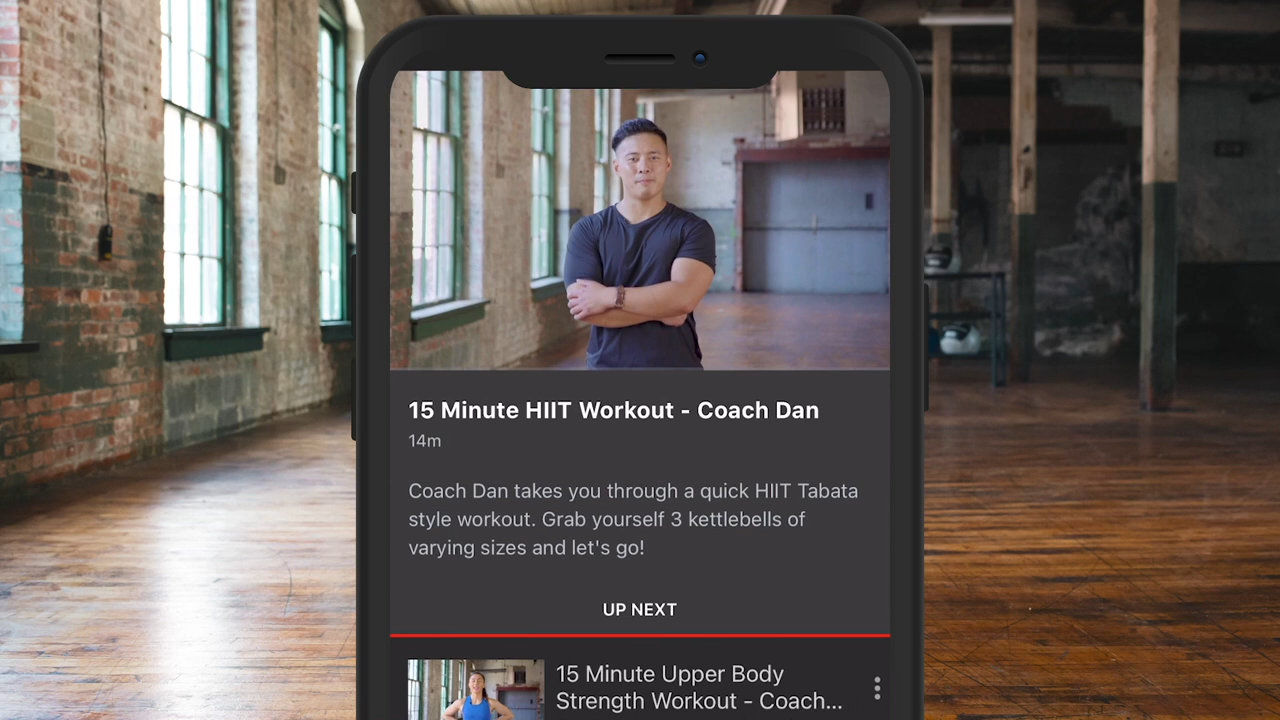 15 Minute HIIT Workout - Coach Dan
14m
Coach Dan takes you through a quick HIIT Tabata
style workout. Grab yourself 3 kettlebells of
varying sizes and let's go!
UP NEXT
15 Minute Upper Body
Strength Workout - Coach...